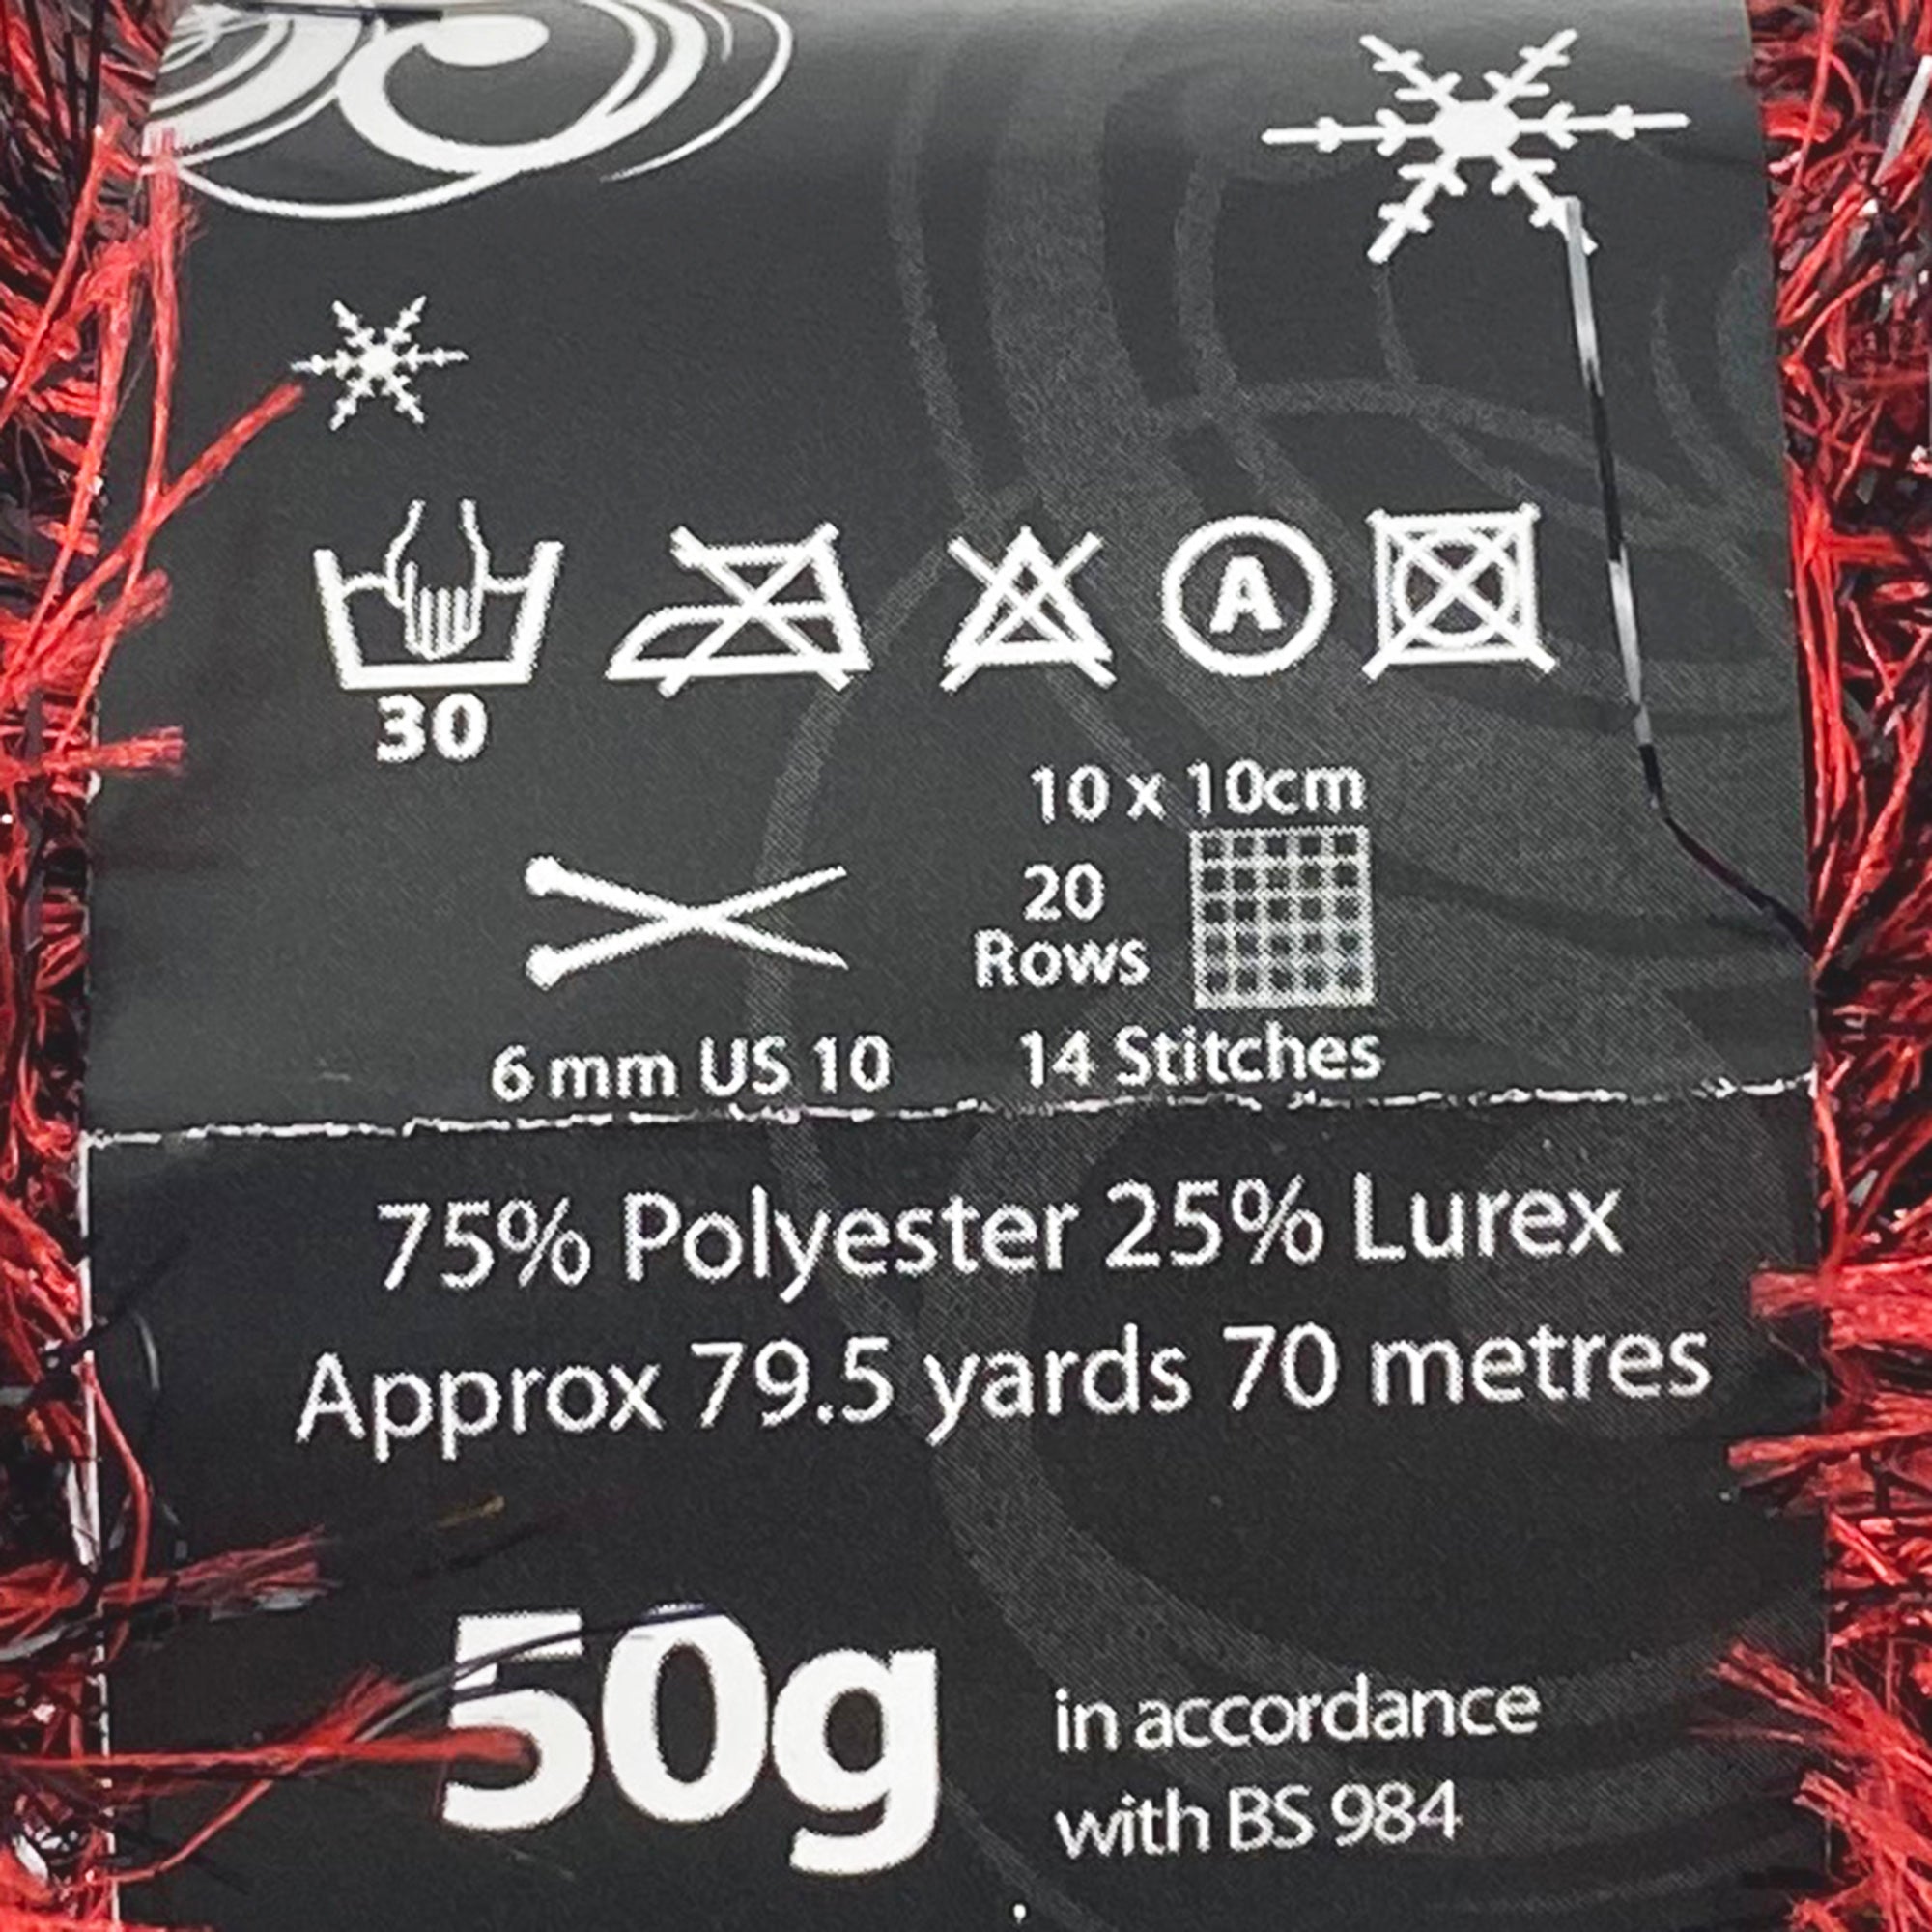 A
30
10 x 10cm
20
Rows
6 mm US 10
14 Stitches
75% Polyester 25% Lurex
Approx 79.5 yards 70 metres
50g
in accordance
with BS 984